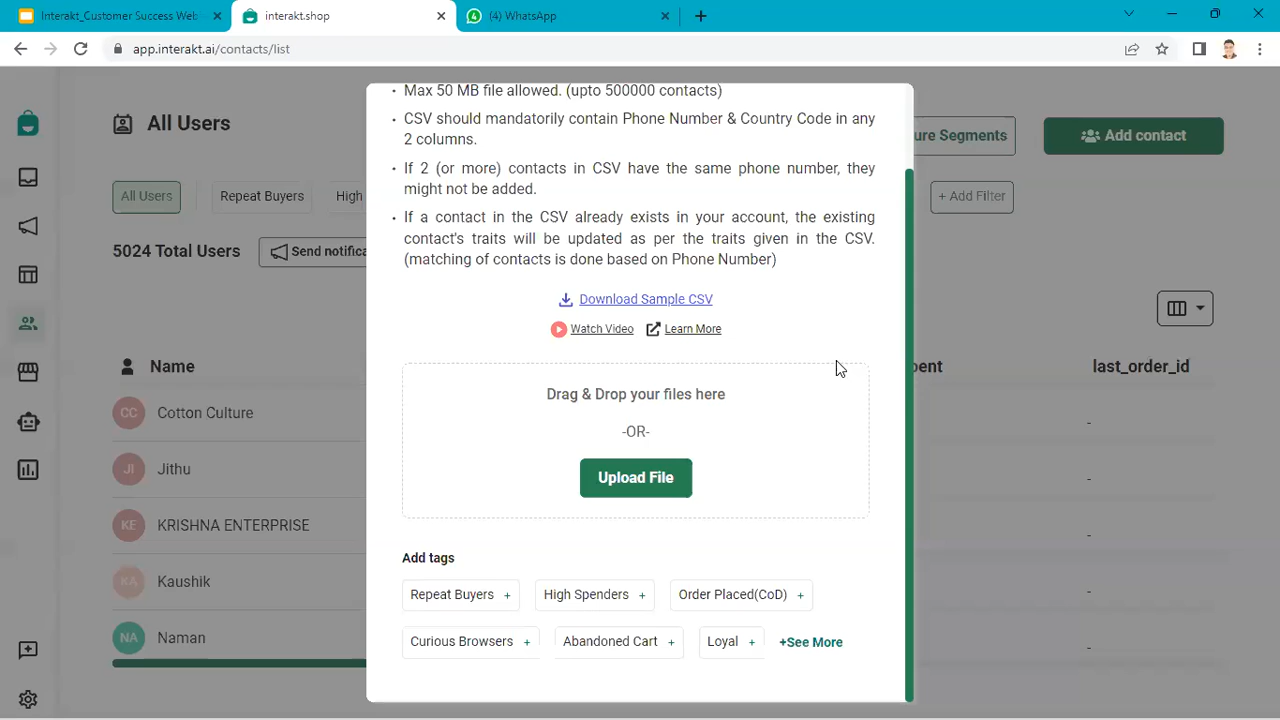 Interakt_Customer Success Web
interakt.shop
(4) WhatsApp
app.interakt.ai/contacts/list
• Max 50 MB file allowed. (upto 500000 contacts)
• CSV should mandatorily contain Phone Number & Country Code in any
2 columns.
• If 2 (or more) contacts in CSV have the same phone number, they
might not be added.
• If a contact in the CSV already exists in your account, the existing
contact's traits will be updated as per the traits given in the CSV.
(matching of contacts is done based on Phone Number)
Download Sample CSV
Watch Video Learn More
Drag & Drop your files here
-OR-
Upload File
Add tags
Repeat Buyers +
High Spenders +
Order Placed(CoD) +
Curious Browsers +
Abandoned Cart +
Loyal +
+See More
All Users
ure Segments
Add contact
All Users
Repeat Buyers
High
+ Add Filter
5024 Total Users
Send notifica
Name
last_order_id
CC Cotton Culture
-
JI Jithu
-
KE KRISHNA ENTERPRISE
-
KA Kaushik
-
NA Naman
-